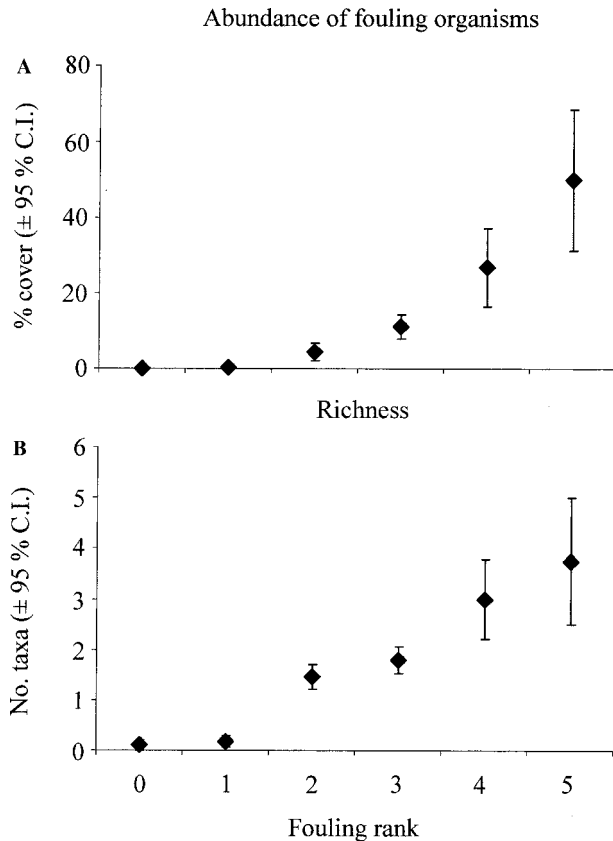 Abundance of fouling organisms
A
% cover (± 95 % C.I.)
80
60
40
20
0
Richness
B
No. taxa (± 95 % C.I.)
6
5
4
3
2
1
0
0 1 2 3 4 5
Fouling rank